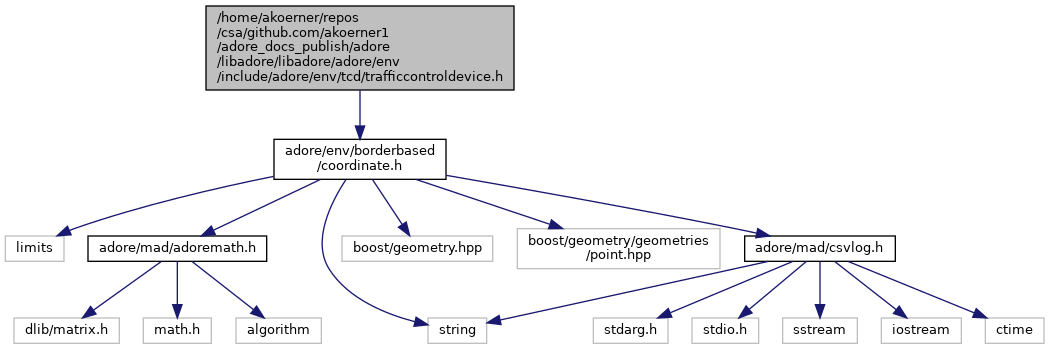 /home/akoerner/repos
/csa/github.com/akoerner1
/adore_docs_publish/adore
/libadore/libadore/adore/env
/include/adore/env/tcd/trafficcontroldevice.h
adore/env/borderbased
/coordinate.h
limits
adore/mad/adoremath.h
boost/geometry.hpp
boost/geometry/geometries
/point.hpp
adore/mad/csvlog.h
dlib/matrix.h
math.h
algorithm
string
stdarg.h
stdio.h
sstream
iostream
ctime